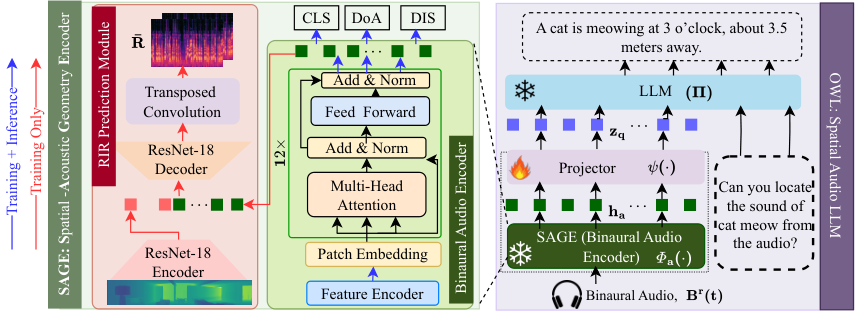 Training + Inference
Training Only
SAGE: Spatial -Acoustic Geometry Encoder
RIR Prediction Module
R̄
Transposed
Convolution
ResNet-18
Decoder
ResNet-18
Encoder
CLS
DoA
DIS
12×
Add & Norm
Feed Forward
Add & Norm
Multi-Head
Attention
Patch Embedding
Feature Encoder
Binaural Audio Encoder
A cat is meowing at 3 o'clock, about 3.5
meters away.
LLM (Π)
z_q
Projector ψ(·)
h_a
SAGE (Binaural Audio
Encoder) Φ_a(·)
Binaural Audio, B^r(t)
Can you locate
the sound of
cat meow from
the audio?
OWL: Spatial Audio LLM